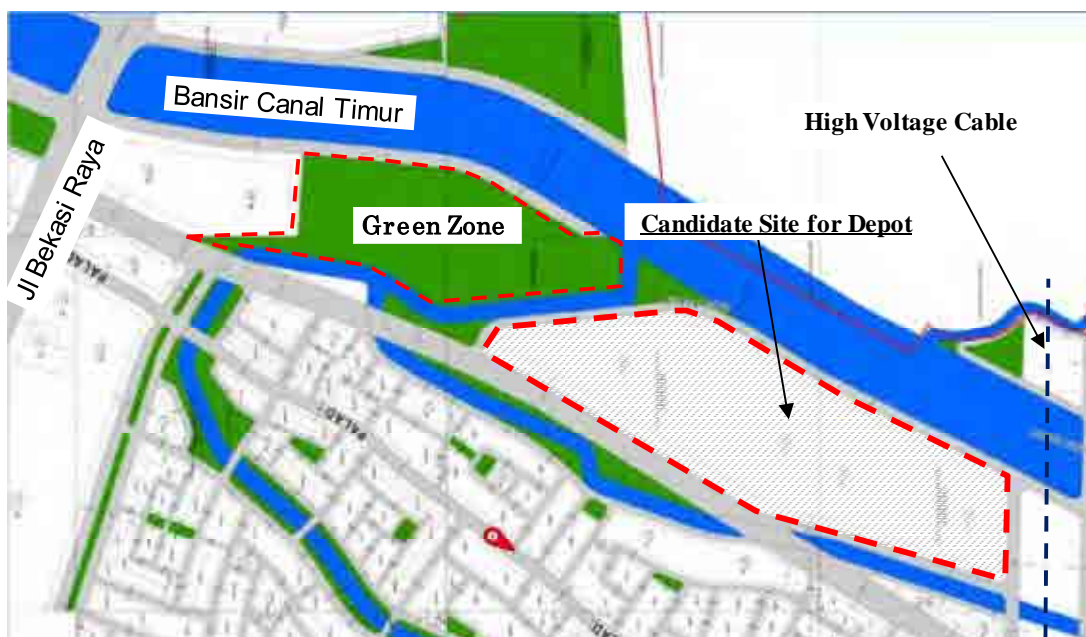 Bansir Canal Timur
High Voltage Cable
Jl Bekasi Raya
Green Zone
Candidate Site for Depot